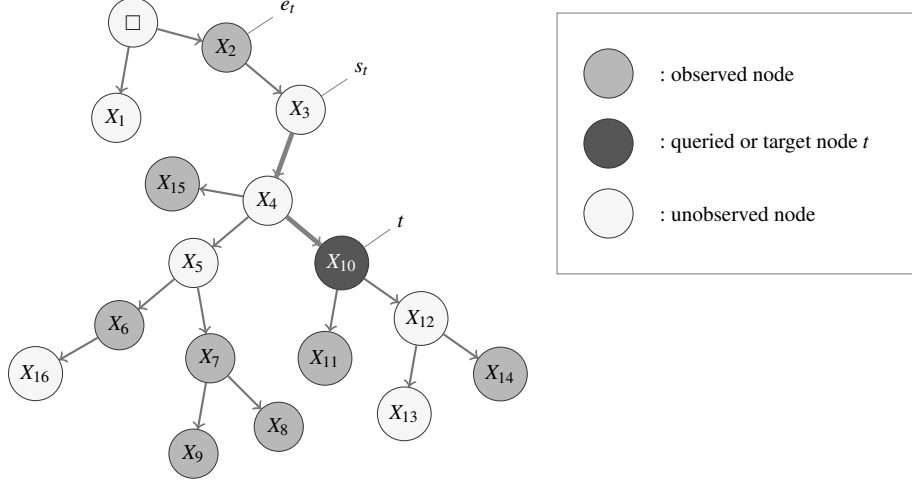 □
e_t
X_2
s_t
X_3
X_1
X_15
X_4
t
X_5
X_10
X_6
X_12
X_7
X_11
X_16
X_14
X_13
X_8
X_9
: observed node
: queried or target node t
: unobserved node